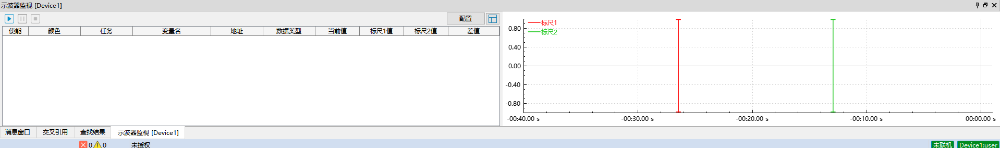 示波器监视 [Device1]
配置
使能 颜色 任务 变量名 地址 数据类型 当前值 标尺1值 标尺2值 差值
标尺1
标尺2
0.80
0.40
0.00
-0.40
-0.80
-00:40.00 s -00:30.00 s -00:20.00 s -00:10.00 s 00:00.00 s
消息窗口 交叉引用 查找结果 示波器监视 [Device1]
0 0 未授权 未联机 Device1:user